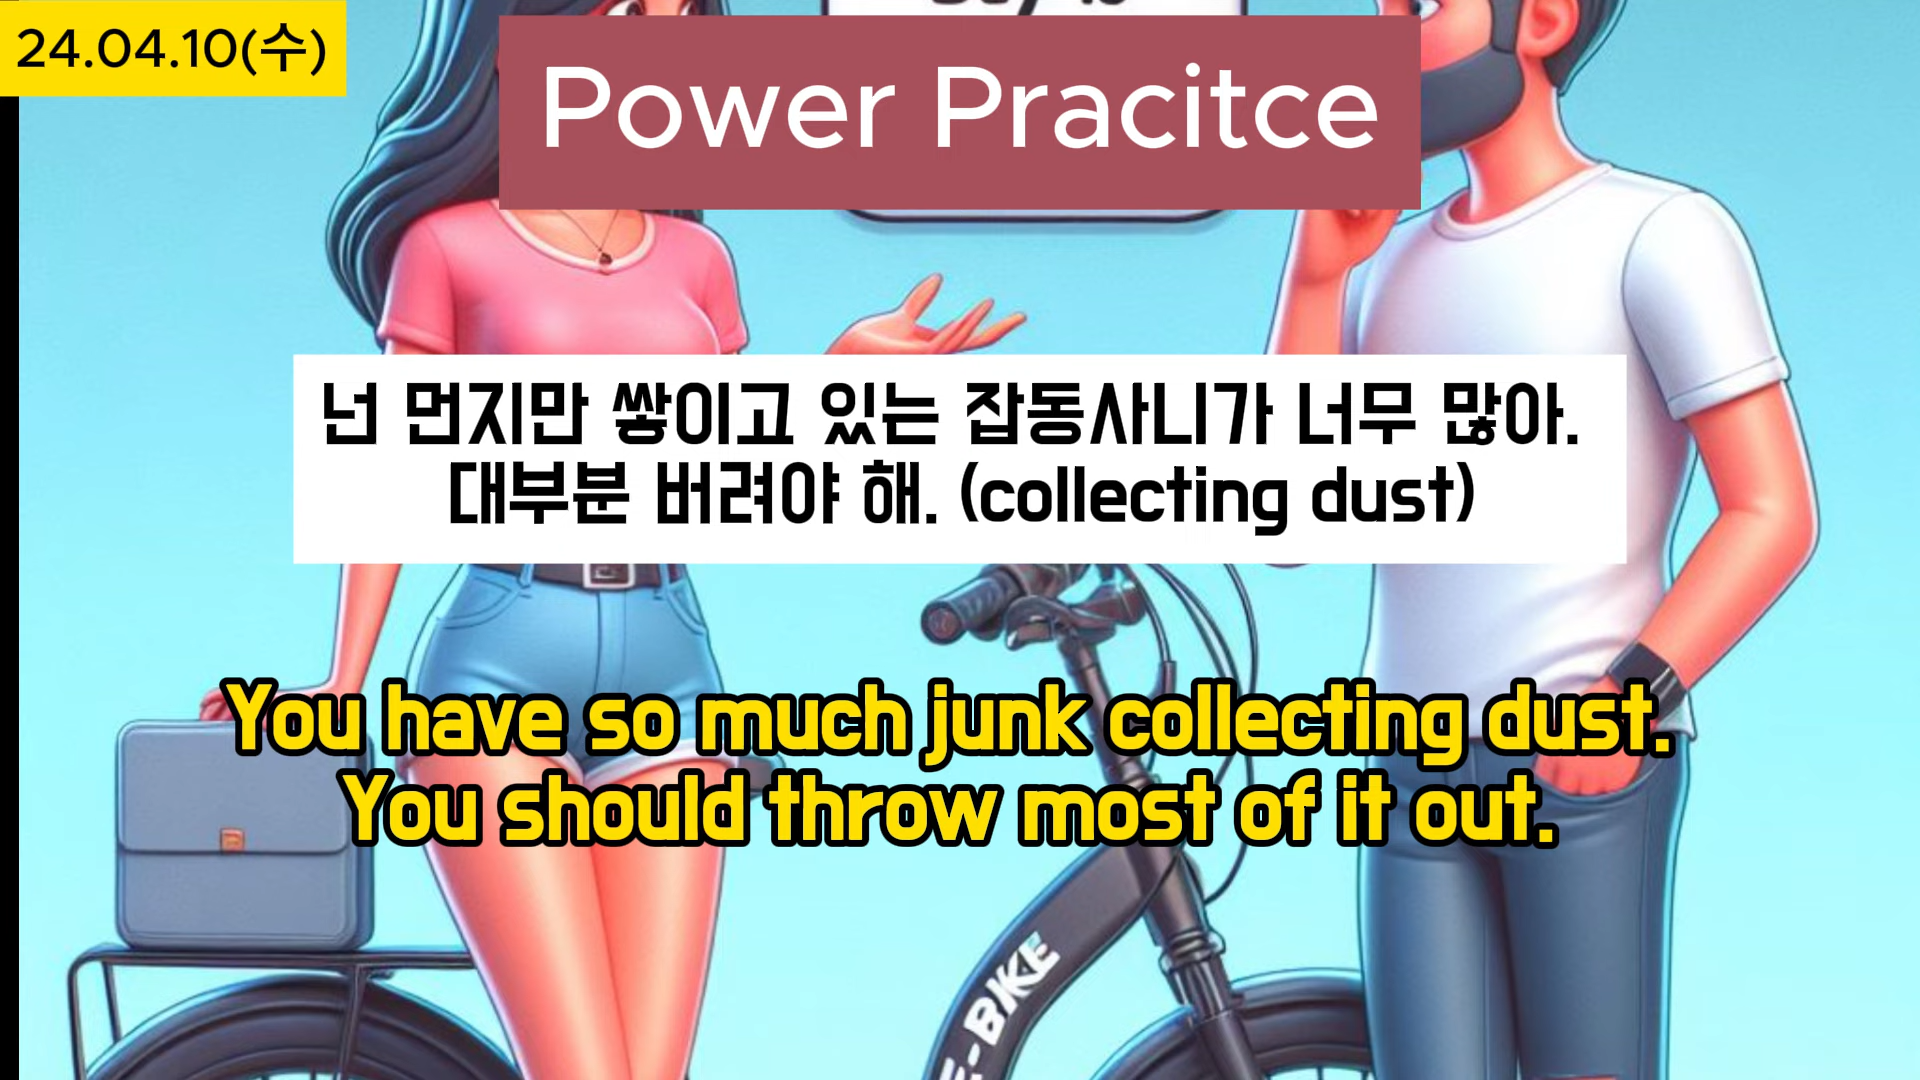 24.04.10(수)
Power Pracitce
넌 먼지만 쌓이고 있는 잡동사니가 너무 많아.
대부분 버려야 해. (collecting dust)
You have so much junk collecting dust.
You should throw most of it out.
E-BIKE